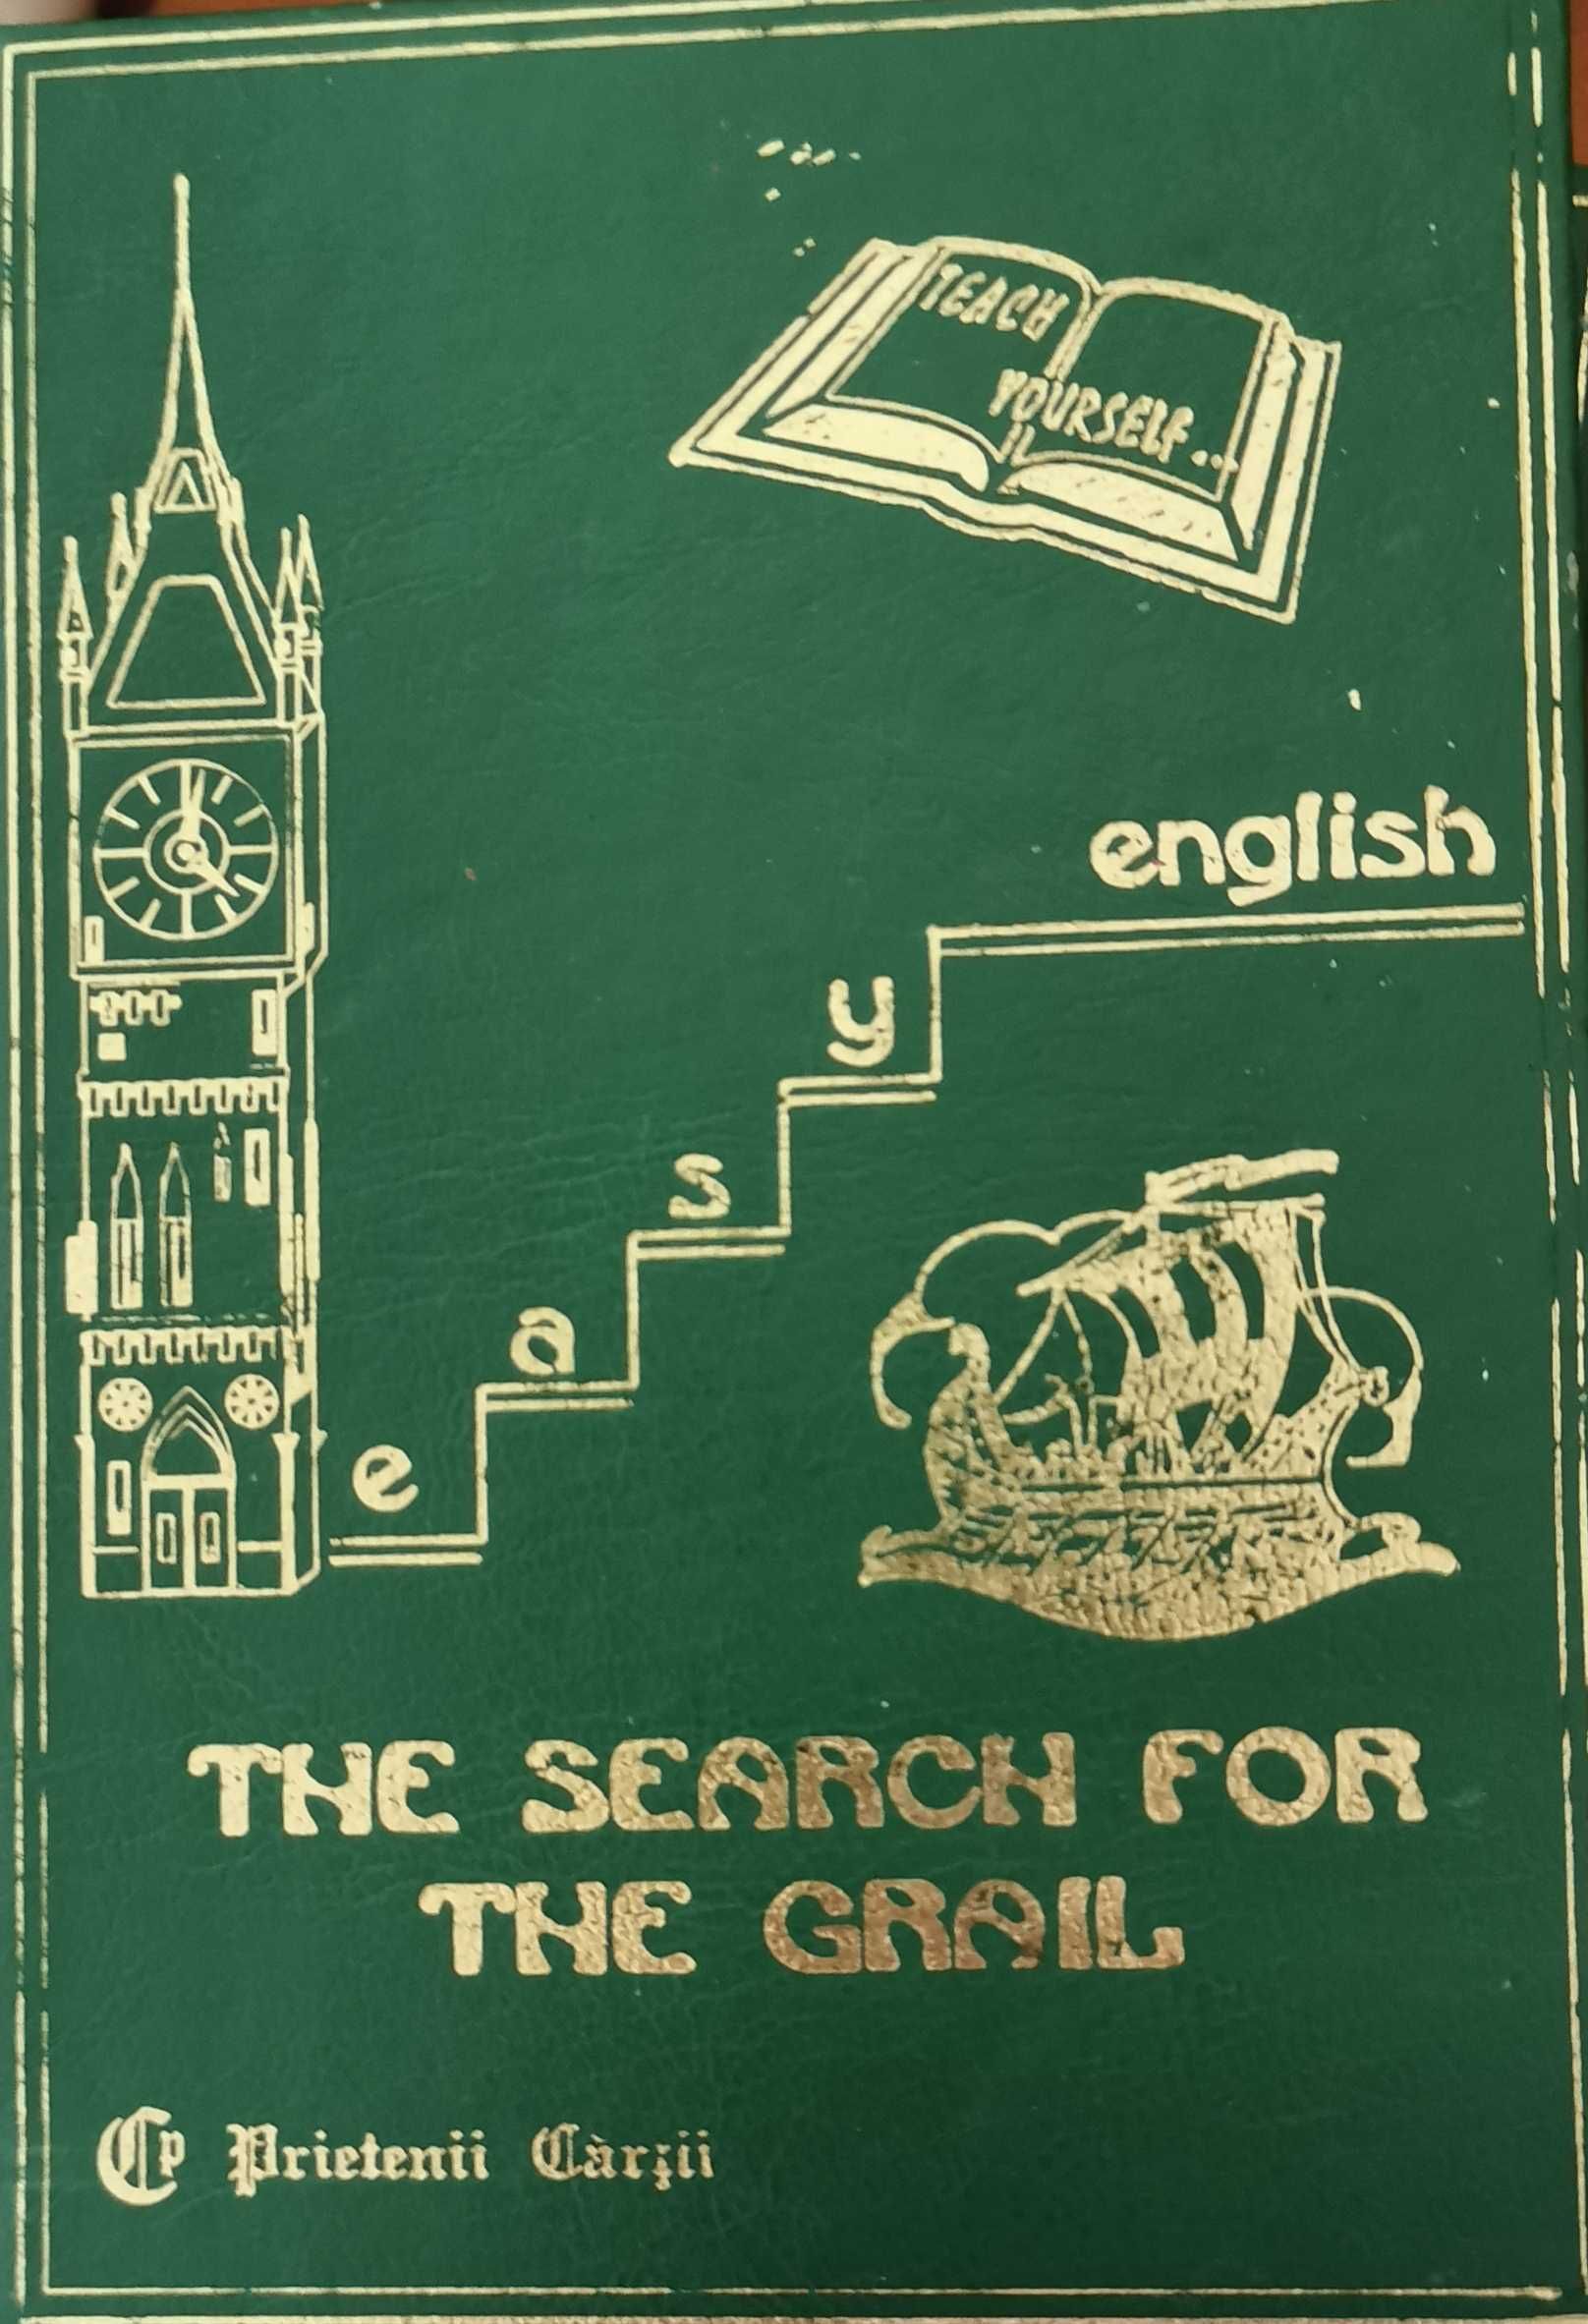 TEACH
YOURSELF...
english
y
s
a
e
THE SEARCH FOR
THE GRAIL
Cp Prietenii Cărţii